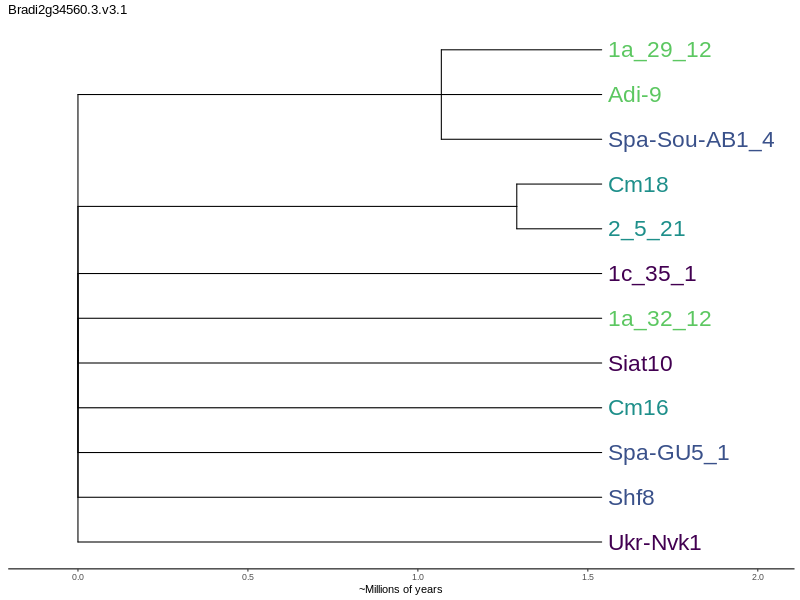 Bradi2g34560.3.v3.1
1a_29_12
Adi-9
Spa-Sou-AB1_4
Cm18
2_5_21
1c_35_1
1a_32_12
Siat10
Cm16
Spa-GU5_1
Shf8
Ukr-Nvk1
0.0 0.5 1.0 1.5 2.0
~Millions of years